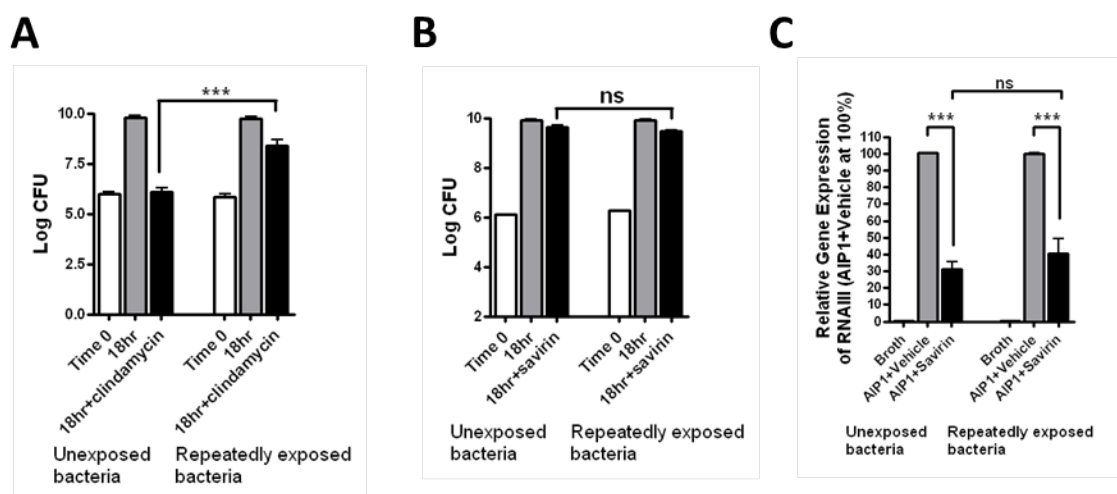 A
***
10.0
7.5
5.0
2.5
0.0
Log CFU
Time 0
18hr
18hr+clindamycin
Time 0
18hr
18hr+clindamycin
Unexposed
bacteria
Repeatedly exposed
bacteria
B
ns
10
8
6
4
2
Log CFU
Time 0
18hr
18hr+savirin
Time 0
18hr
18hr+savirin
Unexposed
bacteria
Repeatedly exposed
bacteria
C
ns
***
***
110
100
90
80
70
60
50
40
30
20
10
0
Relative Gene Expression
of RNAIII (AIP1+Vehicle at 100%)
Broth
AIP1+Vehicle
AIP1+Savirin
Broth
AIP1+Vehicle
AIP1+Savirin
Unexposed
bacteria
Repeatedly exposed
bacteria